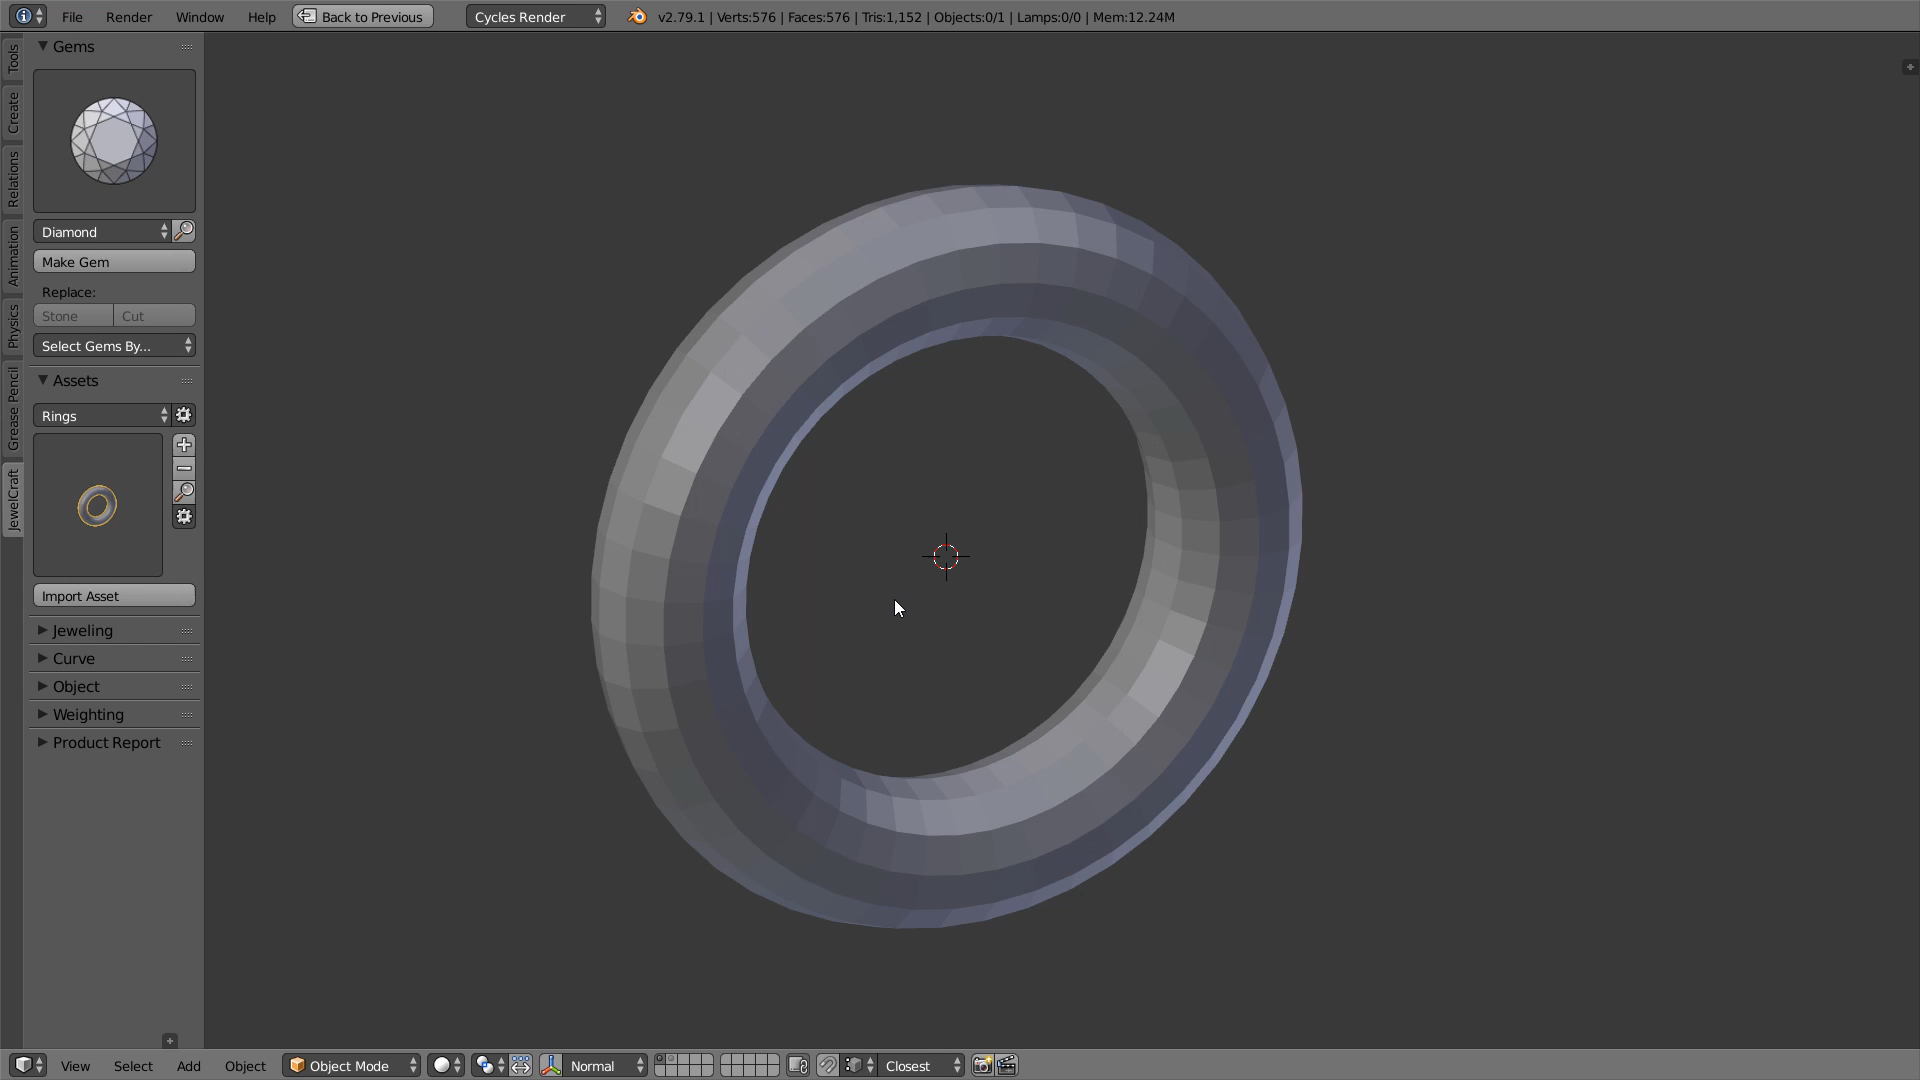 File Render Window Help Back to Previous Cycles Render v2.79.1 | Verts:576 | Faces:576 | Tris:1,152 | Objects:0/1 | Lamps:0/0 | Mem:12.24M
Tools
Create
Relations
Animation
Physics
Grease Pencil
JewelCraft
Gems
Diamond
Make Gem
Replace:
Stone Cut
Select Gems By...
Assets
Rings
Import Asset
Jeweling
Curve
Object
Weighting
Product Report
View Select Add Object Object Mode Normal Closest